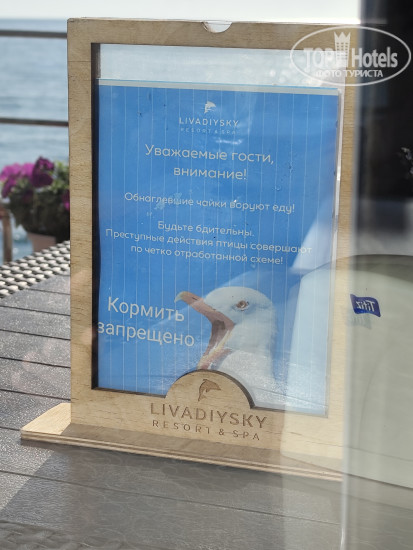 TOP Hotels
ФОТО ТУРИСТА
LIVADIYSKY
RESORT & SPA
Уважаемые гости,
внимание!
Обнаглевшие чайки воруют еду!
Будьте бдительны.
Преступные действия птицы совершают
по четко отработанной схеме!
Кормить
запрещено
LIVADIYSKY
RESORT & SPA